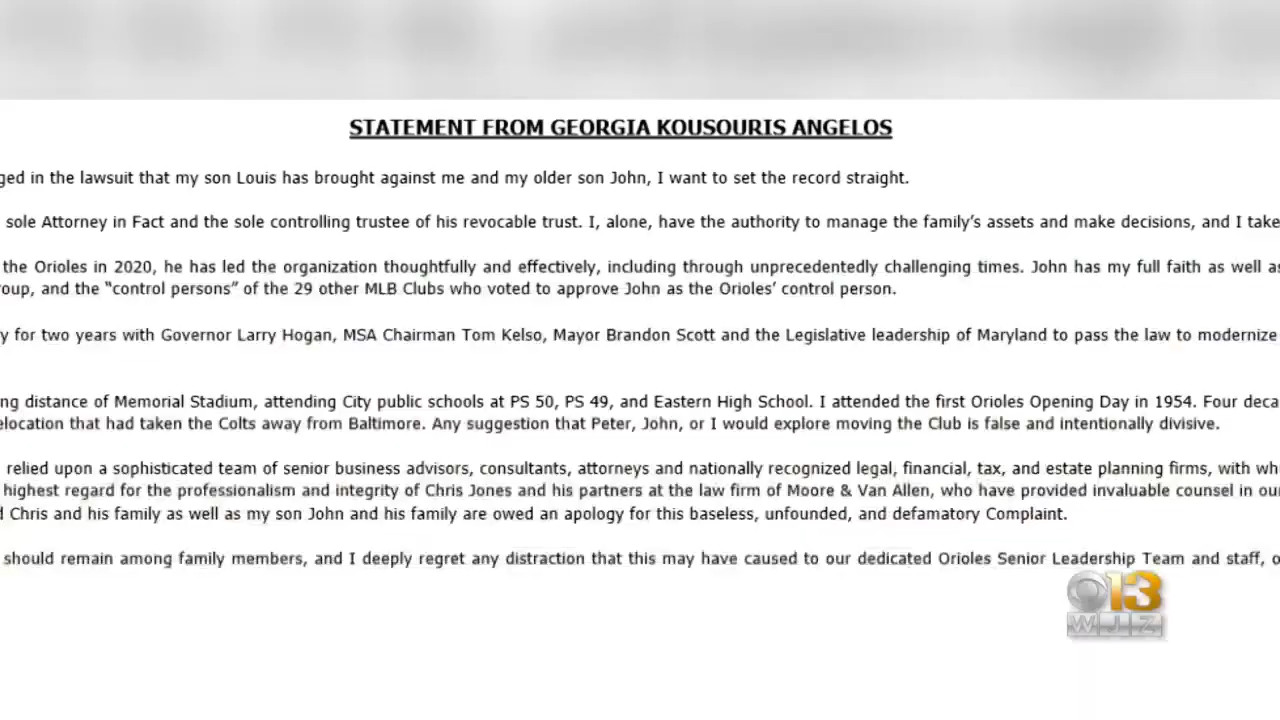 STATEMENT FROM GEORGIA KOUSOURIS ANGELOS
ged in the lawsuit that my son Louis has brought against me and my older son John, I want to set the record straight.
sole Attorney in Fact and the sole controlling trustee of his revocable trust. I, alone, have the authority to manage the family's assets and make decisions, and I take
the Orioles in 2020, he has led the organization thoughtfully and effectively, including through unprecedentedly challenging times. John has my full faith as well as
roup, and the “control persons” of the 29 other MLB Clubs who voted to approve John as the Orioles’ control person.
y for two years with Governor Larry Hogan, MSA Chairman Tom Kelso, Mayor Brandon Scott and the Legislative leadership of Maryland to pass the law to modernize
ng distance of Memorial Stadium, attending City public schools at PS 50, PS 49, and Eastern High School. I attended the first Orioles Opening Day in 1954. Four deca
elocation that had taken the Colts away from Baltimore. Any suggestion that Peter, John, or I would explore moving the Club is false and intentionally divisive.
relied upon a sophisticated team of senior business advisors, consultants, attorneys and nationally recognized legal, financial, tax, and estate planning firms, with wh
highest regard for the professionalism and integrity of Chris Jones and his partners at the law firm of Moore & Van Allen, who have provided invaluable counsel in our
d Chris and his family as well as my son John and his family are owed an apology for this baseless, unfounded, and defamatory Complaint.
should remain among family members, and I deeply regret any distraction that this may have caused to our dedicated Orioles Senior Leadership Team and staff, o
13
WJZ